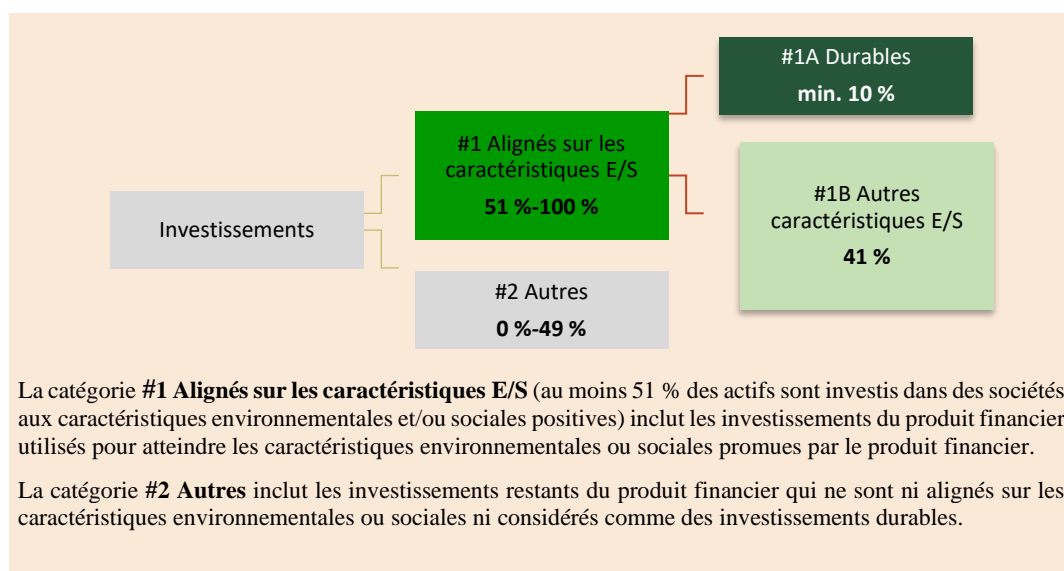 #1A Durables
min. 10 %
#1 Alignés sur les
caractéristiques E/S
51 %-100 %
Investissements
#1B Autres
caractéristiques E/S
41 %
#2 Autres
0 %-49 %
La catégorie #1 Alignés sur les caractéristiques E/S (au moins 51 % des actifs sont investis dans des sociétés
aux caractéristiques environnementales et/ou sociales positives) inclut les investissements du produit financier
utilisés pour atteindre les caractéristiques environnementales ou sociales promues par le produit financier.
La catégorie #2 Autres inclut les investissements restants du produit financier qui ne sont ni alignés sur les
caractéristiques environnementales ou sociales ni considérés comme des investissements durables.